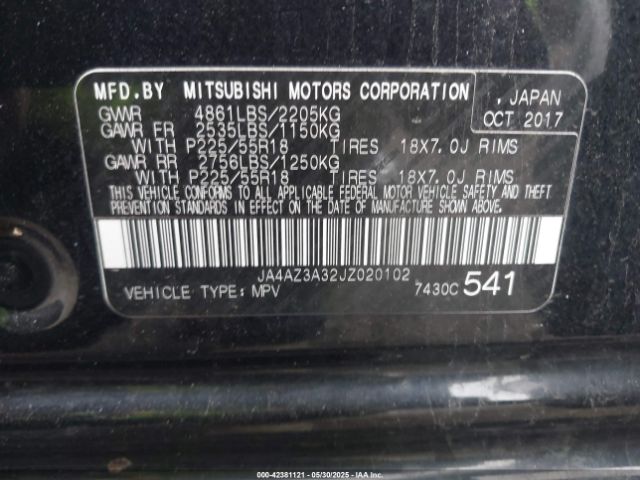 MFD.BY MITSUBISHI MOTORS CORPORATION
, JAPAN
GWWR 4861LBS/2205KG
OCT 2017
GAWR FR 2535LBS/1150KG
WITH P225/55R18 TIRES 18X7.0J RIMS
GAWR RR 2756LBS/1250KG
WITH P225/55R18 TIRES 18X7.0J RIMS
THIS VEHICLE CONFORMS TO ALL APPLICABLE FEDERAL MOTOR VEHICLE SAFETY AND THEFT
PREVENTION STANDARDS IN EFFECT ON THE DATE OF MANUFACTURE SHOWN ABOVE.
JA4AZ3A32JZ020102
VEHICLE TYPE: MPV 7430C 541
000-42381121 - 05/30/2025 - IAAI